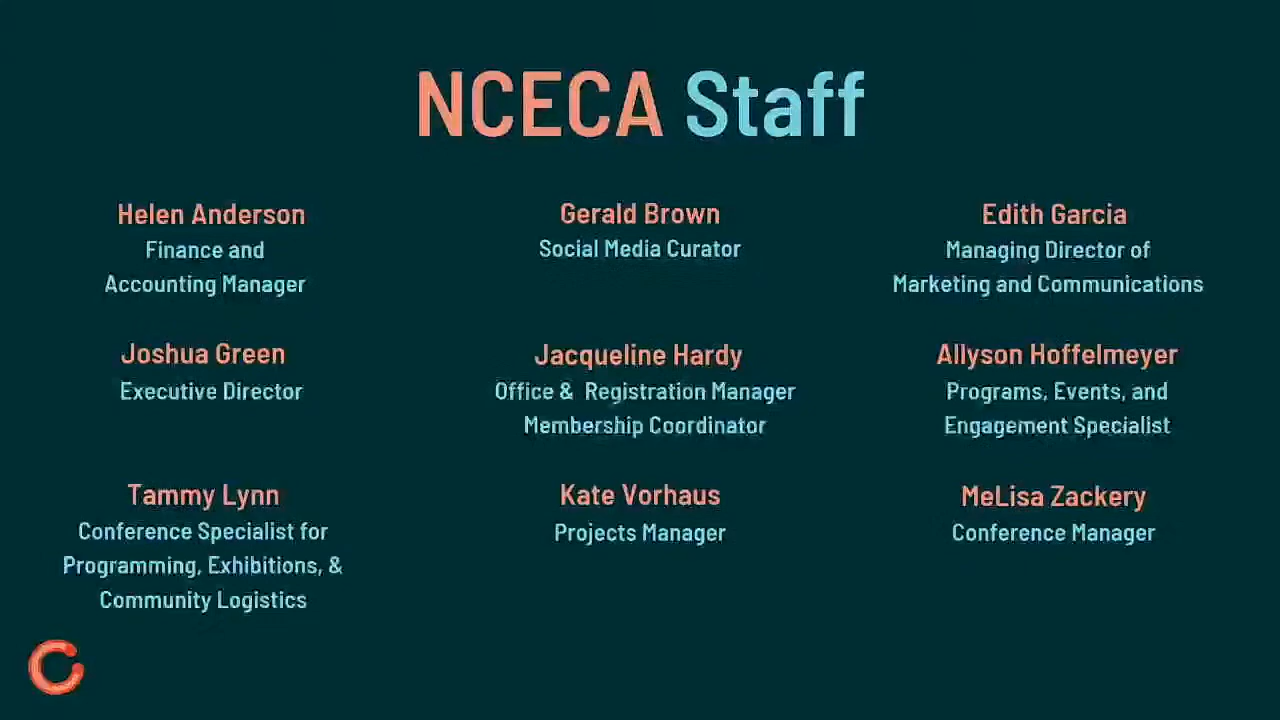 NCECA Staff
Helen Anderson
Finance and
Accounting Manager
Gerald Brown
Social Media Curator
Edith Garcia
Managing Director of
Marketing and Communications
Joshua Green
Executive Director
Jacqueline Hardy
Office &  Registration Manager
Membership Coordinator
Allyson Hoffelmeyer
Programs, Events, and
Engagement Specialist
Tammy Lynn
Conference Specialist for
Programming, Exhibitions, &
Community Logistics
Kate Vorhaus
Projects Manager
MeLisa Zackery
Conference Manager